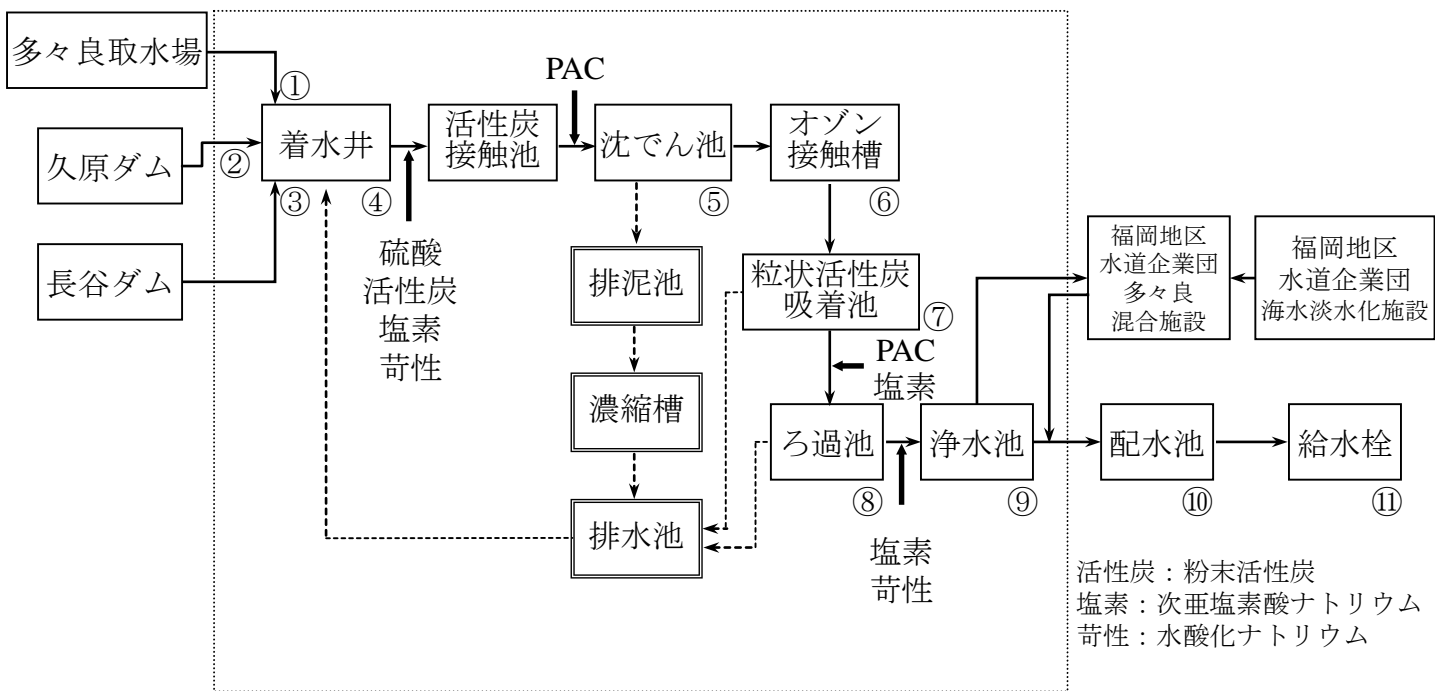 多々良取水場
PAC
①
活性炭
接触池
オゾン
接触槽
着水井
沈でん池
久原ダム
②
③
④
⑤
⑥
硫酸
活性炭
塩素
苛性
福岡地区
水道企業団
多々良
混合施設
福岡地区
水道企業団
海水淡水化施設
長谷ダム
排泥池
粒状活性炭
吸着池
⑦
PAC
塩素
濃縮槽
ろ過池
浄水池
配水池
給水栓
⑧
⑨
⑩
⑪
排水池
塩素
苛性
活性炭：粉末活性炭
塩素：次亜塩素酸ナトリウム
苛性：水酸化ナトリウム